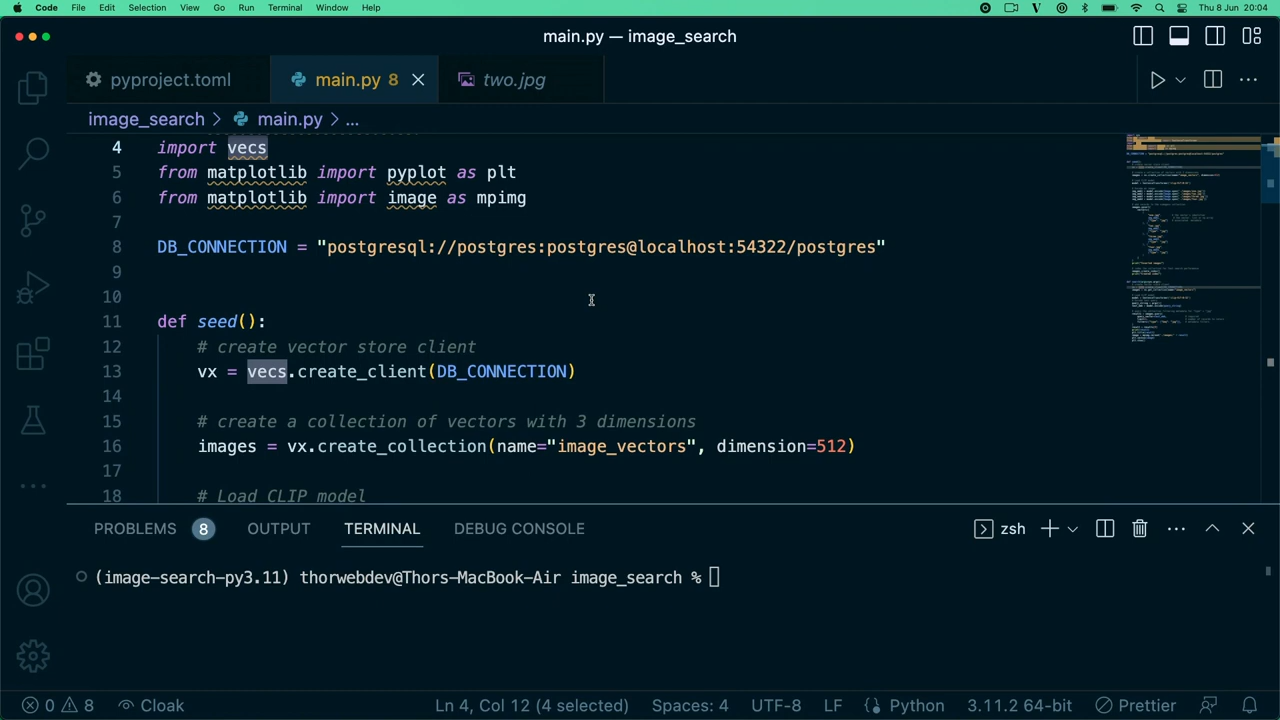 Code File Edit Selection View Go Run Terminal Window Help Thu 8 Jun 20:04
main.py — image_search
pyproject.toml main.py 8 two.jpg
image_search > main.py > ...
4 import vecs
5 from matplotlib import pyplot as plt
6 from matplotlib import image as mpimg
7
8 DB_CONNECTION = "postgresql://postgres:postgres@localhost:54322/postgres"
9
10
11 def seed():
12 # create vector store client
13 vx = vecs.create_client(DB_CONNECTION)
14
15 # create a collection of vectors with 3 dimensions
16 images = vx.create_collection(name="image_vectors", dimension=512)
17
18 # Load CLIP model
PROBLEMS 8 OUTPUT TERMINAL DEBUG CONSOLE zsh
(image-search-py3.11) thorwebdev@Thors-MacBook-Air image_search %
0 8 Cloak Ln 4, Col 12 (4 selected) Spaces: 4 UTF-8 LF Python 3.11.2 64-bit Prettier